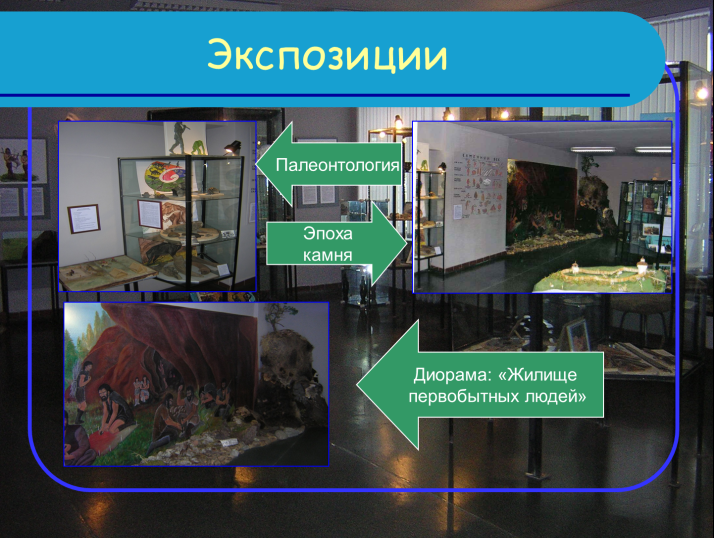 Экспозиции
Палеонтология
Эпоха
камня
Диорама: «Жилище
первобытных людей»